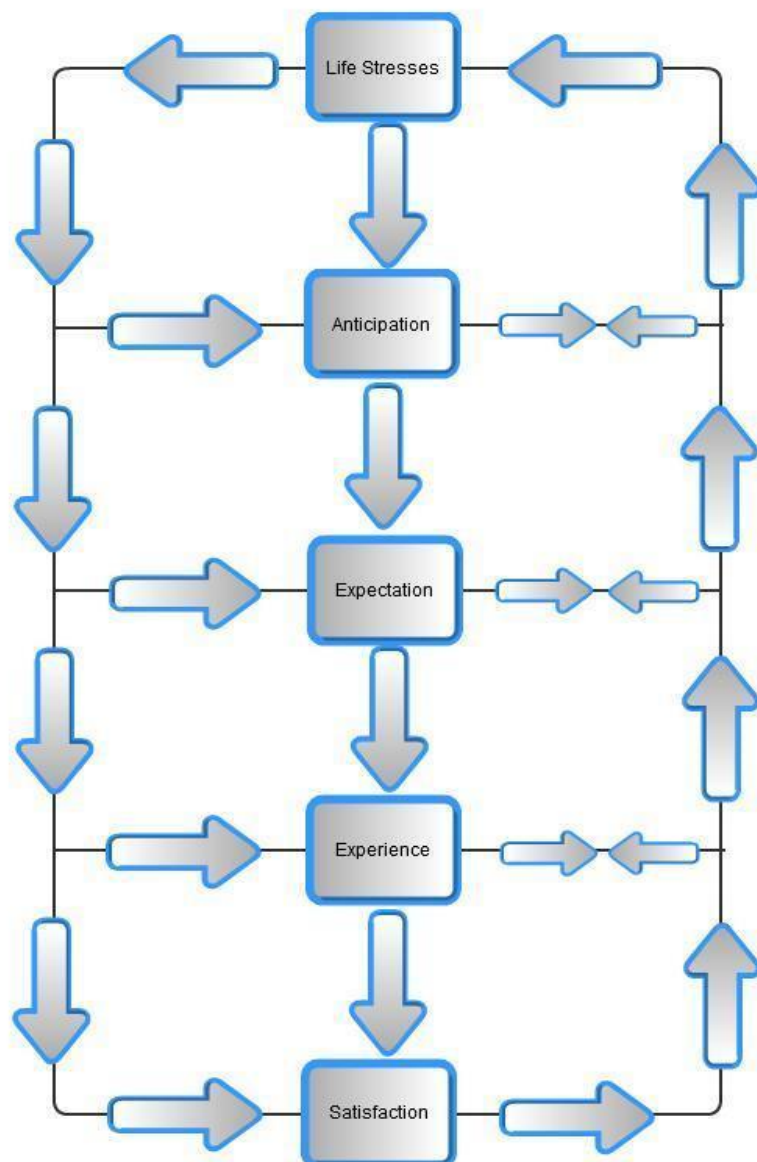 Life Stresses
Anticipation
Expectation
Experience
Satisfaction